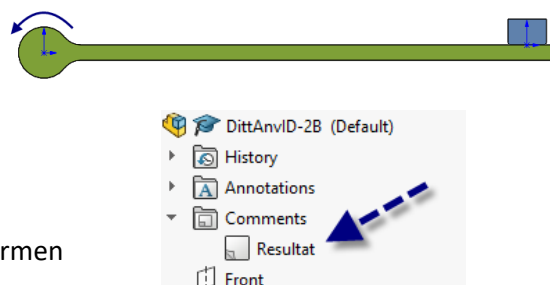 DittAnvID-2B (Default)
History
Annotations
Comments
Resultat
rmen
Front